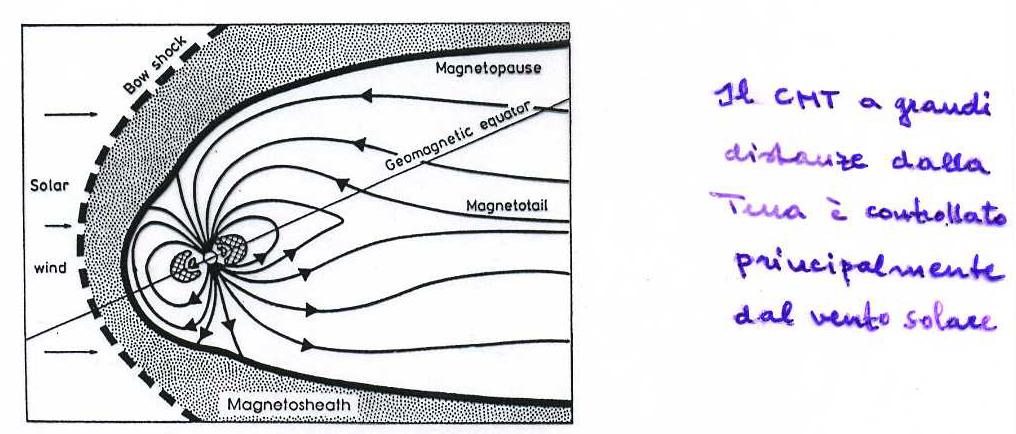 Bow shock
Magnetopause
Geomagnetic equator
Solar
wind
Magnetotail
Magnetosheath
Il CMT a grandi
distanze dalla
Terra è controllato
principalmente
dal vento solare